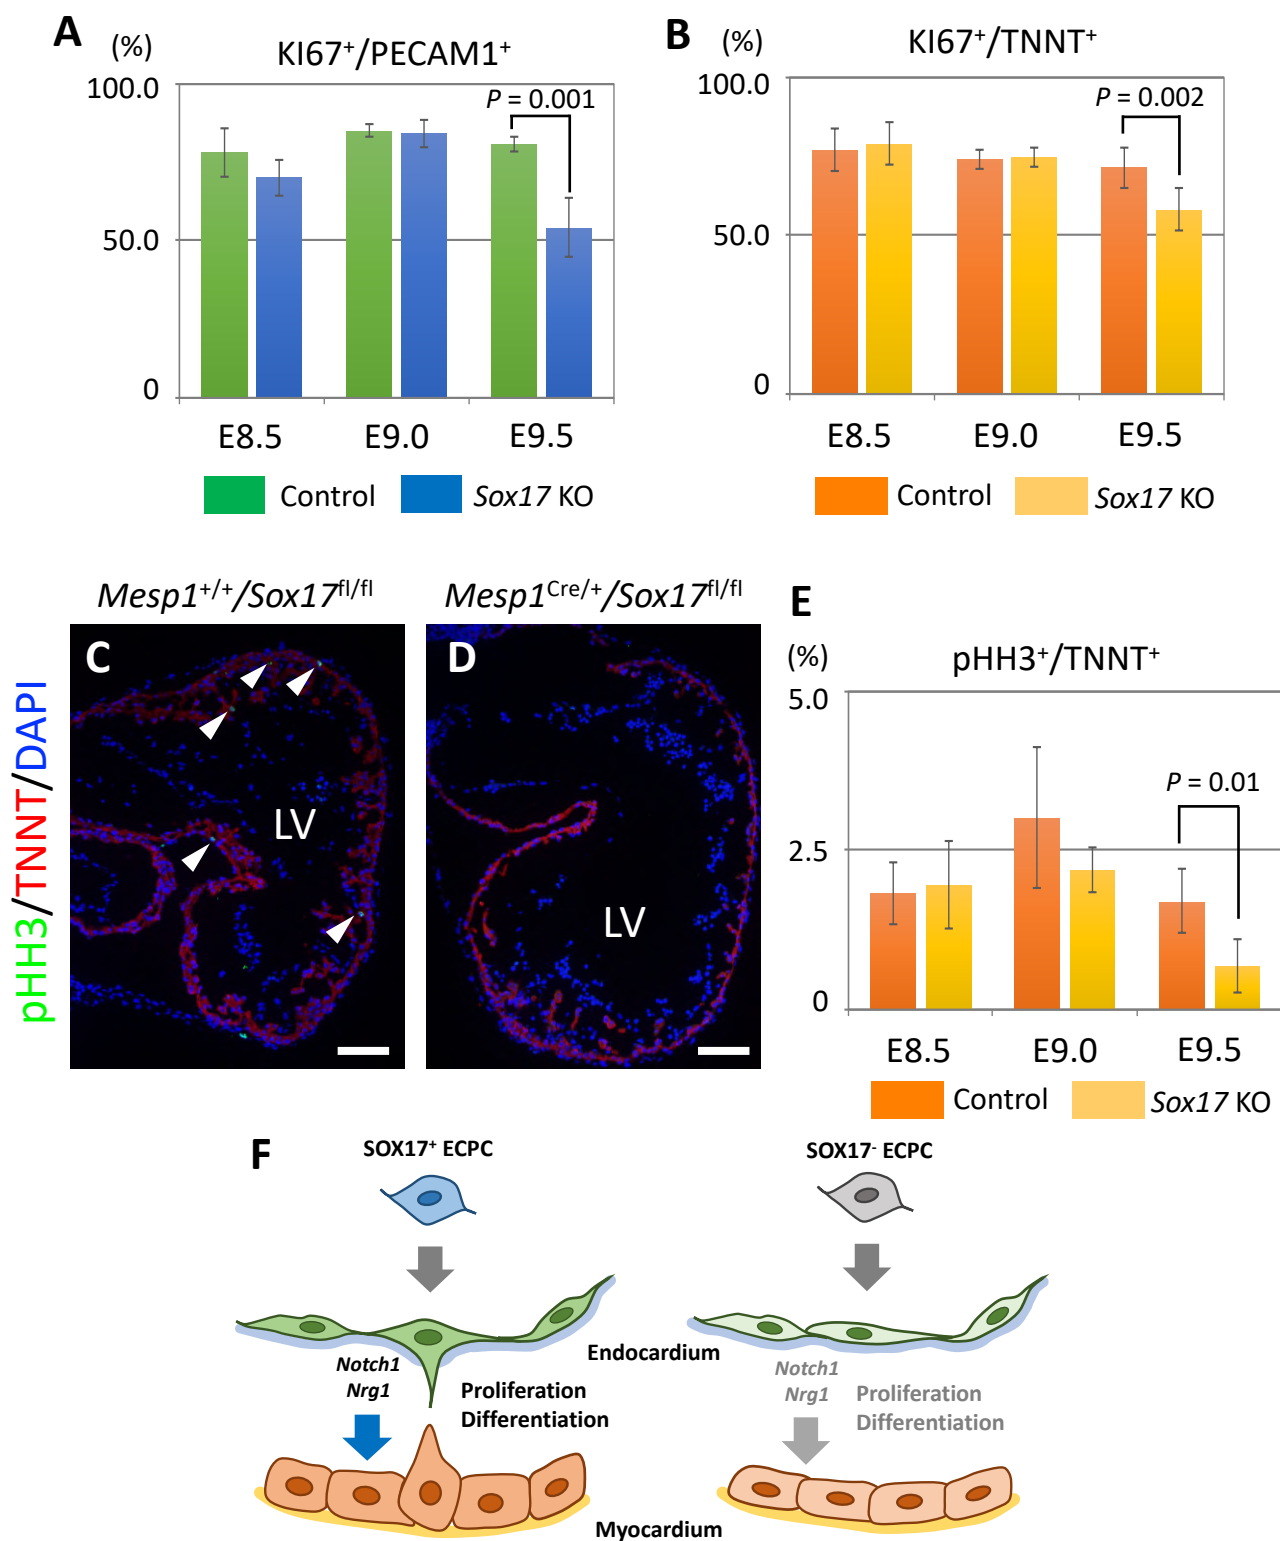 A
(%)
KI67⁺/PECAM1⁺
100.0
50.0
0
P = 0.001
E8.5
E9.0
E9.5
Control
Sox17 KO
B
(%)
KI67⁺/TNNT⁺
100.0
50.0
0
P = 0.002
E8.5
E9.0
E9.5
Control
Sox17 KO
Mesp1⁺/⁺/Sox17ᶠˡ/ᶠˡ
Mesp1ᶜʳᵉ/⁺/Sox17ᶠˡ/ᶠˡ
pHH3/TNNT/DAPI
C
LV
D
LV
E
(%)
pHH3⁺/TNNT⁺
5.0
2.5
0
P = 0.01
E8.5
E9.0
E9.5
Control
Sox17 KO
F
SOX17⁺ ECPC
SOX17⁻ ECPC
Endocardium
Notch1
Nrg1
Proliferation
Differentiation
Notch1
Nrg1
Proliferation
Differentiation
Myocardium